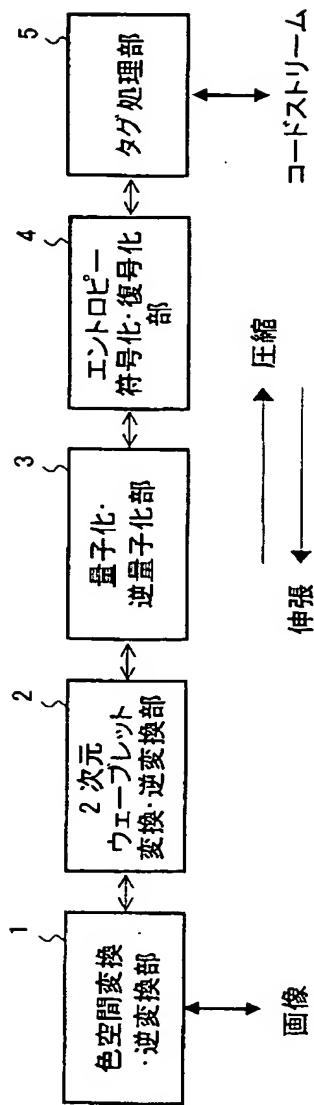 1
色空間変換
・逆変換部
画像
2
2次元
ウェーブレット
変換・逆変換部
3
量子化・
逆量子化部
4
エントロピー
符号化・復号化
部
5
タグ処理部
コードストリーム
圧縮
伸張